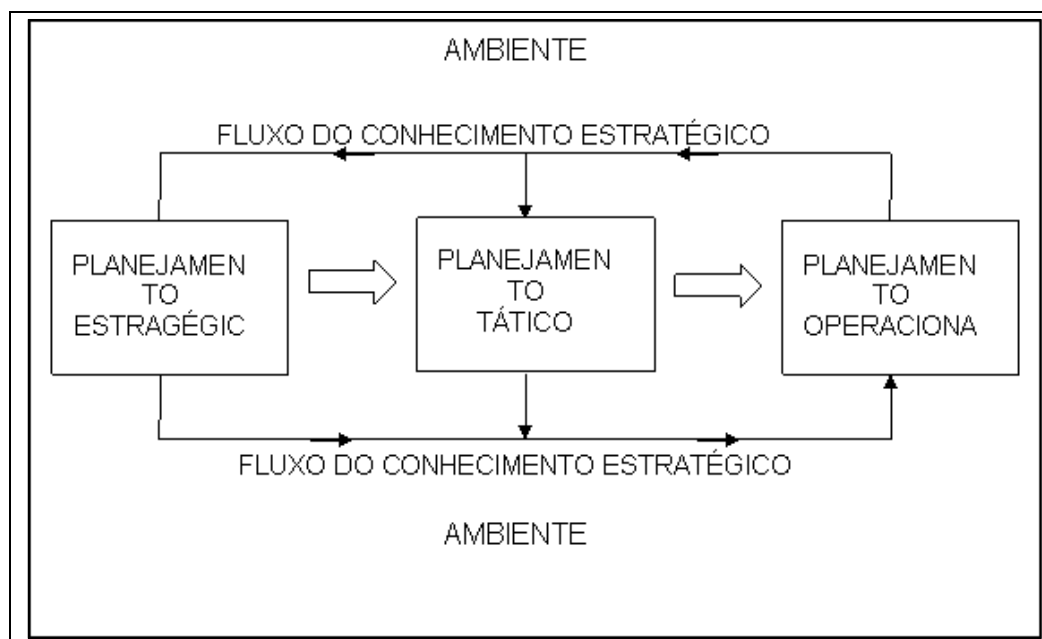 AMBIENTE
FLUXO DO CONHECIMENTO ESTRATÉGICO
PLANEJAMEN
TO
ESTRAGÉGIC
PLANEJAMEN
TO
TÁTICO
PLANEJAMEN
TO
OPERACIONA
FLUXO DO CONHECIMENTO ESTRATÉGICO
AMBIENTE